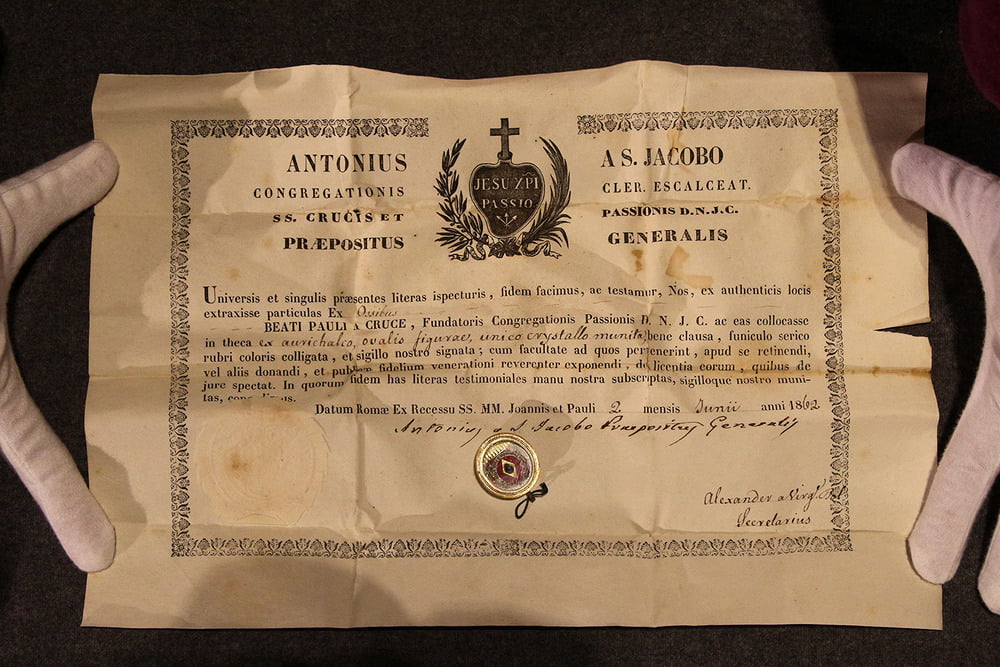 ANTONIUS A S. JACOBO
CONGREGATIONIS CLER. ESCALCEAT.
SS. CRUCIS ET PASSIONIS D.N.J.C.
PRÆPOSITUS GENERALIS
JESU XPI
PASSIO
Universis et singulis præsentes literas ispecturis, fidem facimus, ac testamur, Nos, ex authenticis locis
extraxisse particulas Ex Ossibus
BEATI PAULI A CRUCE, Fundatoris Congregationis Passionis D. N. J. C. ac eas collocasse
in theca ex aurichalco, ovalis figurae, unico crystallo munita, bene clausa, funiculo serico
rubri coloris colligata, et sigillo nostro signata; cum facultate ad quos pervenerint, apud se retinendi,
vel aliis donandi, et publicæ fidelium venerationi reverenter exponendi, de licentia eorum, quibus de
jure spectat. In quorum fidem has literas testimoniales manu nostra subscriptas, sigilloque nostro muni-
tas,
Datum Romæ Ex Recessu SS. MM. Joannis et Pauli 2 mensis Junii anni 1862
Antonius a S. Jacobo Praepositus Generalis
Alexander a Virg.
Secretarius